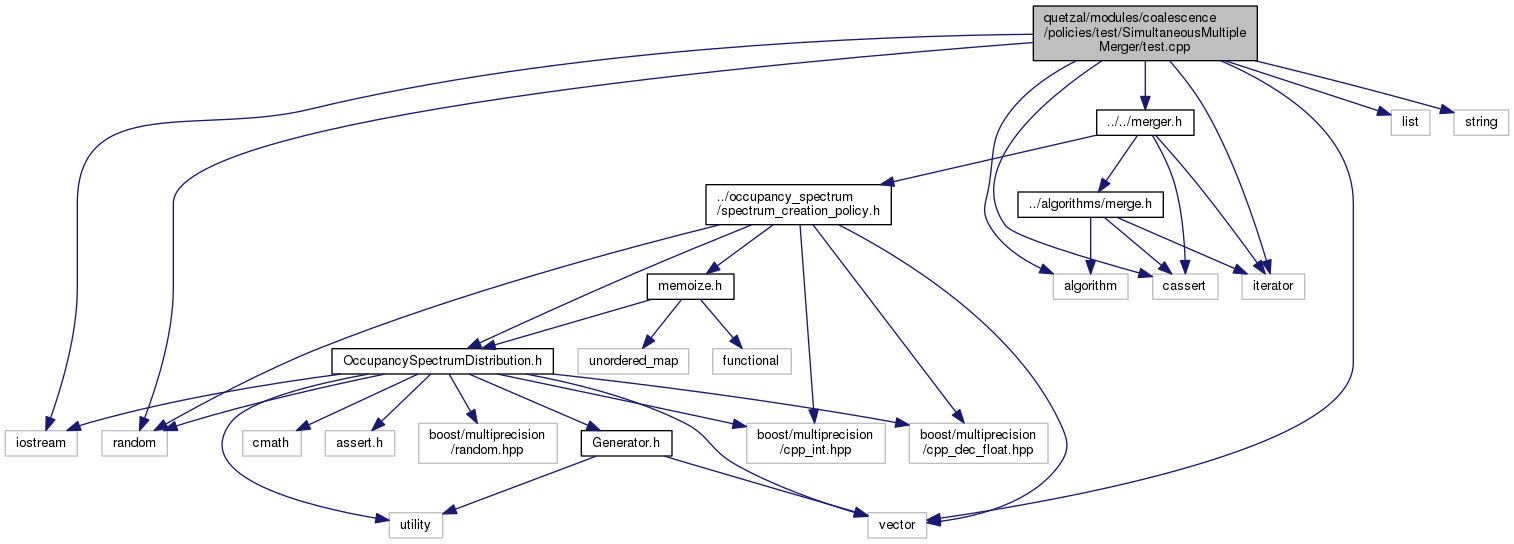 quetzal/modules/coalescence
/policies/test/SimultaneousMultiple
Merger/test.cpp
../../merger.h
list
string
../occupancy_spectrum
/spectrum_creation_policy.h
../algorithms/merge.h
memoize.h
algorithm
cassert
iterator
OccupancySpectrumDistribution.h
unordered_map
functional
iostream
random
cmath
assert.h
boost/multiprecision
/random.hpp
Generator.h
boost/multiprecision
/cpp_int.hpp
boost/multiprecision
/cpp_dec_float.hpp
utility
vector